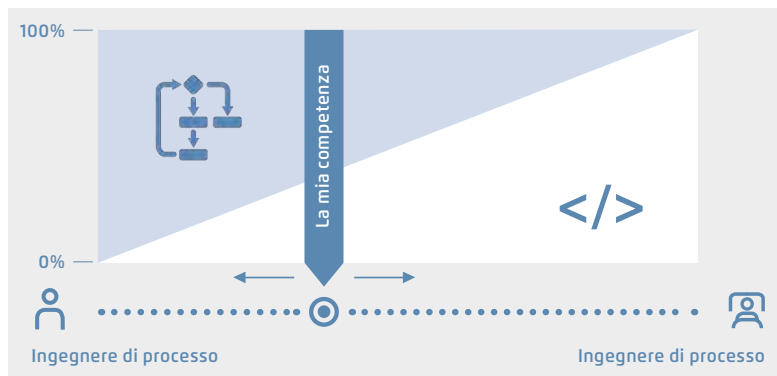 100%
La mia competenza
</>
0%
Ingegnere di processo
Ingegnere di processo